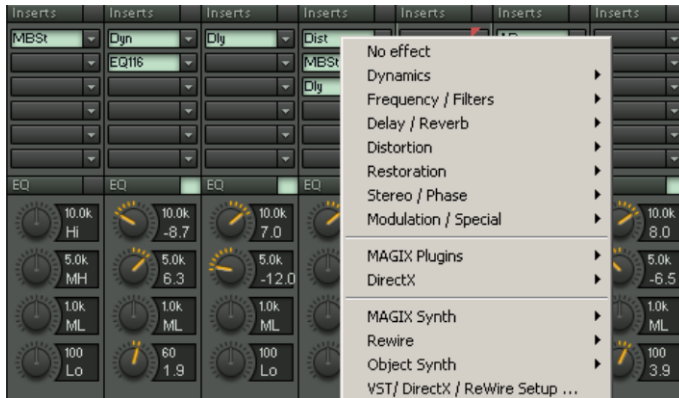 Inserts Inserts Inserts Inserts Inserts Inserts Inserts
MBSt Dyn Dly Dist
EQ116 MBSt
Dly
No effect
Dynamics
Frequency / Filters
Delay / Reverb
Distortion
Restoration
Stereo / Phase
Modulation / Special
MAGIX Plugins
DirectX
MAGIX Synth
Rewire
Object Synth
VST/ DirectX / ReWire Setup ...
EQ EQ EQ EQ
10.0k 10.0k 10.0k 10.0k
Hi -8.7 7.0 8.0
5.0k 5.0k 5.0k 5.0k
MH 6.3 -12.0 -6.5
1.0k 1.0k 1.0k 1.0k
ML ML ML ML
100 60 100 100
Lo 1.9 Lo 3.9